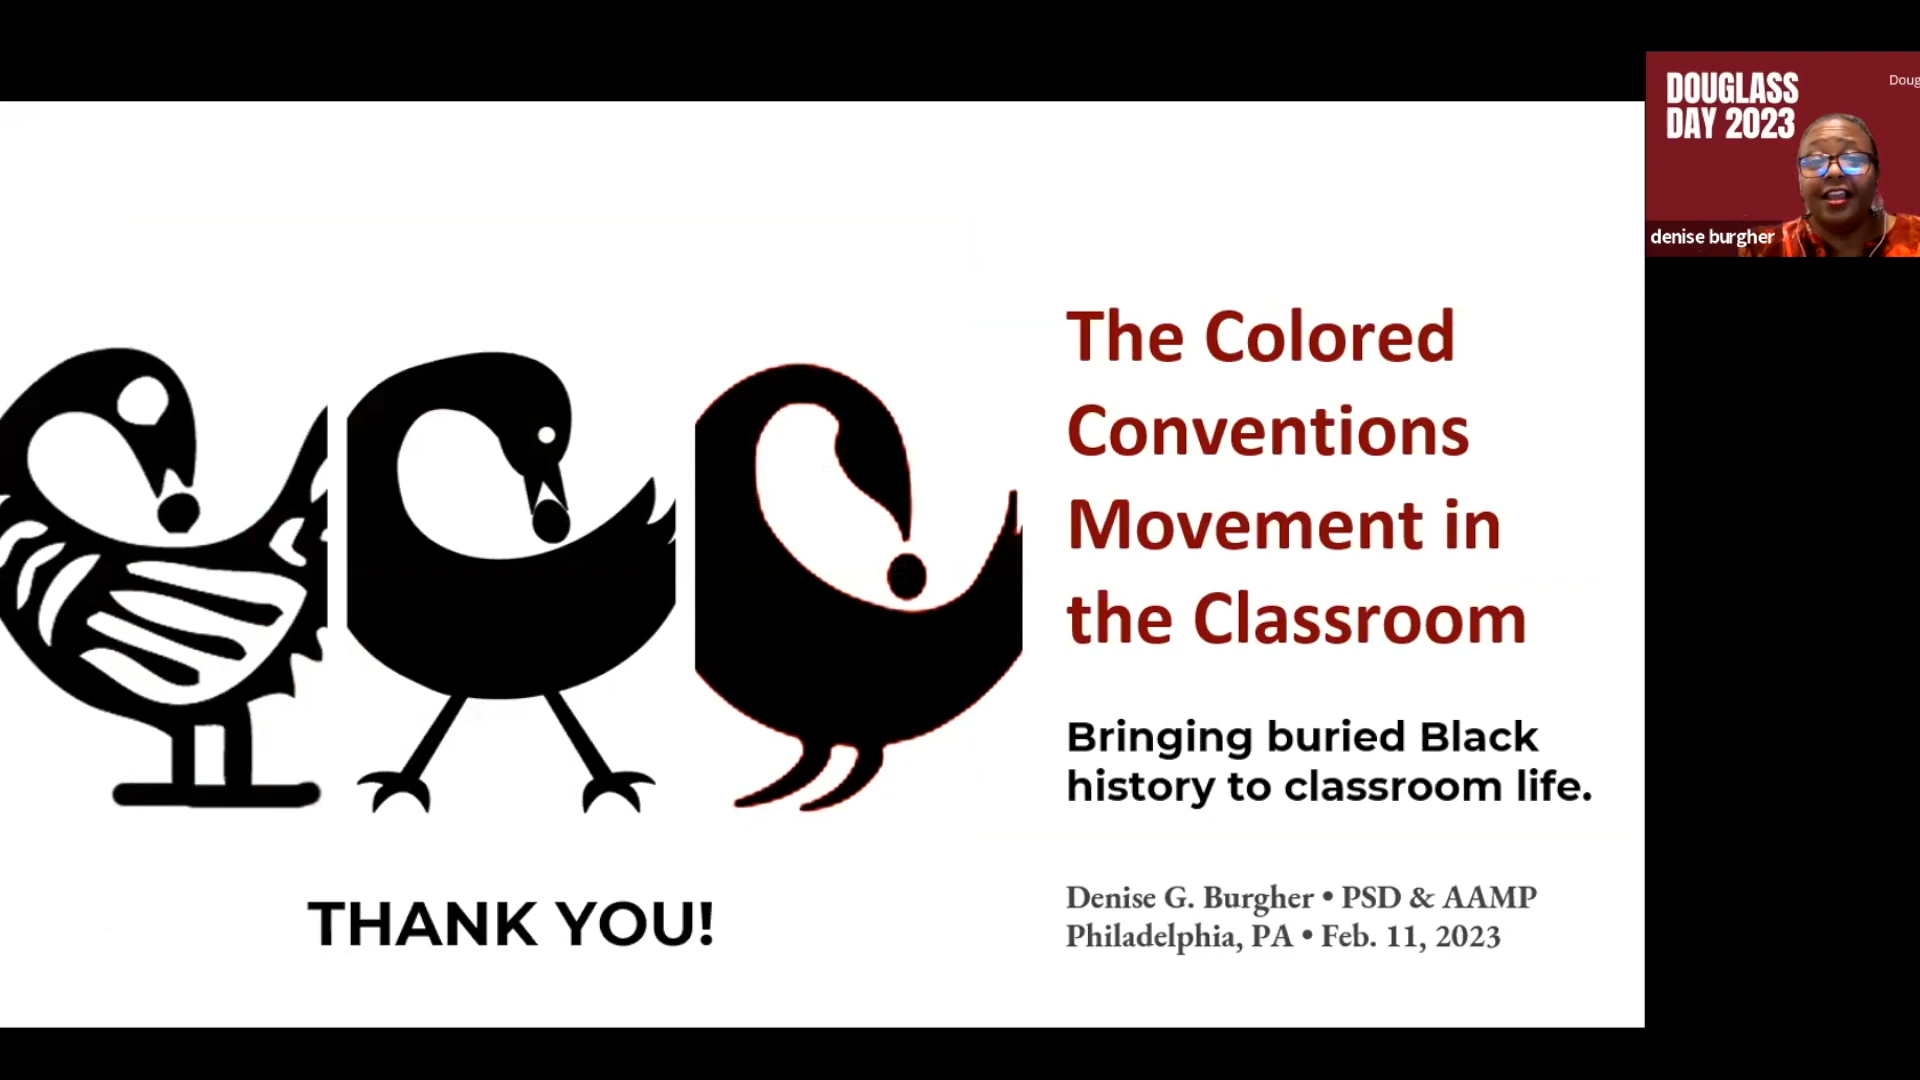 The Colored
Conventions
Movement in
the Classroom
Bringing buried Black
history to classroom life.
THANK YOU!
Denise G. Burgher • PSD & AAMP
Philadelphia, PA • Feb. 11, 2023
DOUGLASS
DAY 2023
Doug
denise burgher